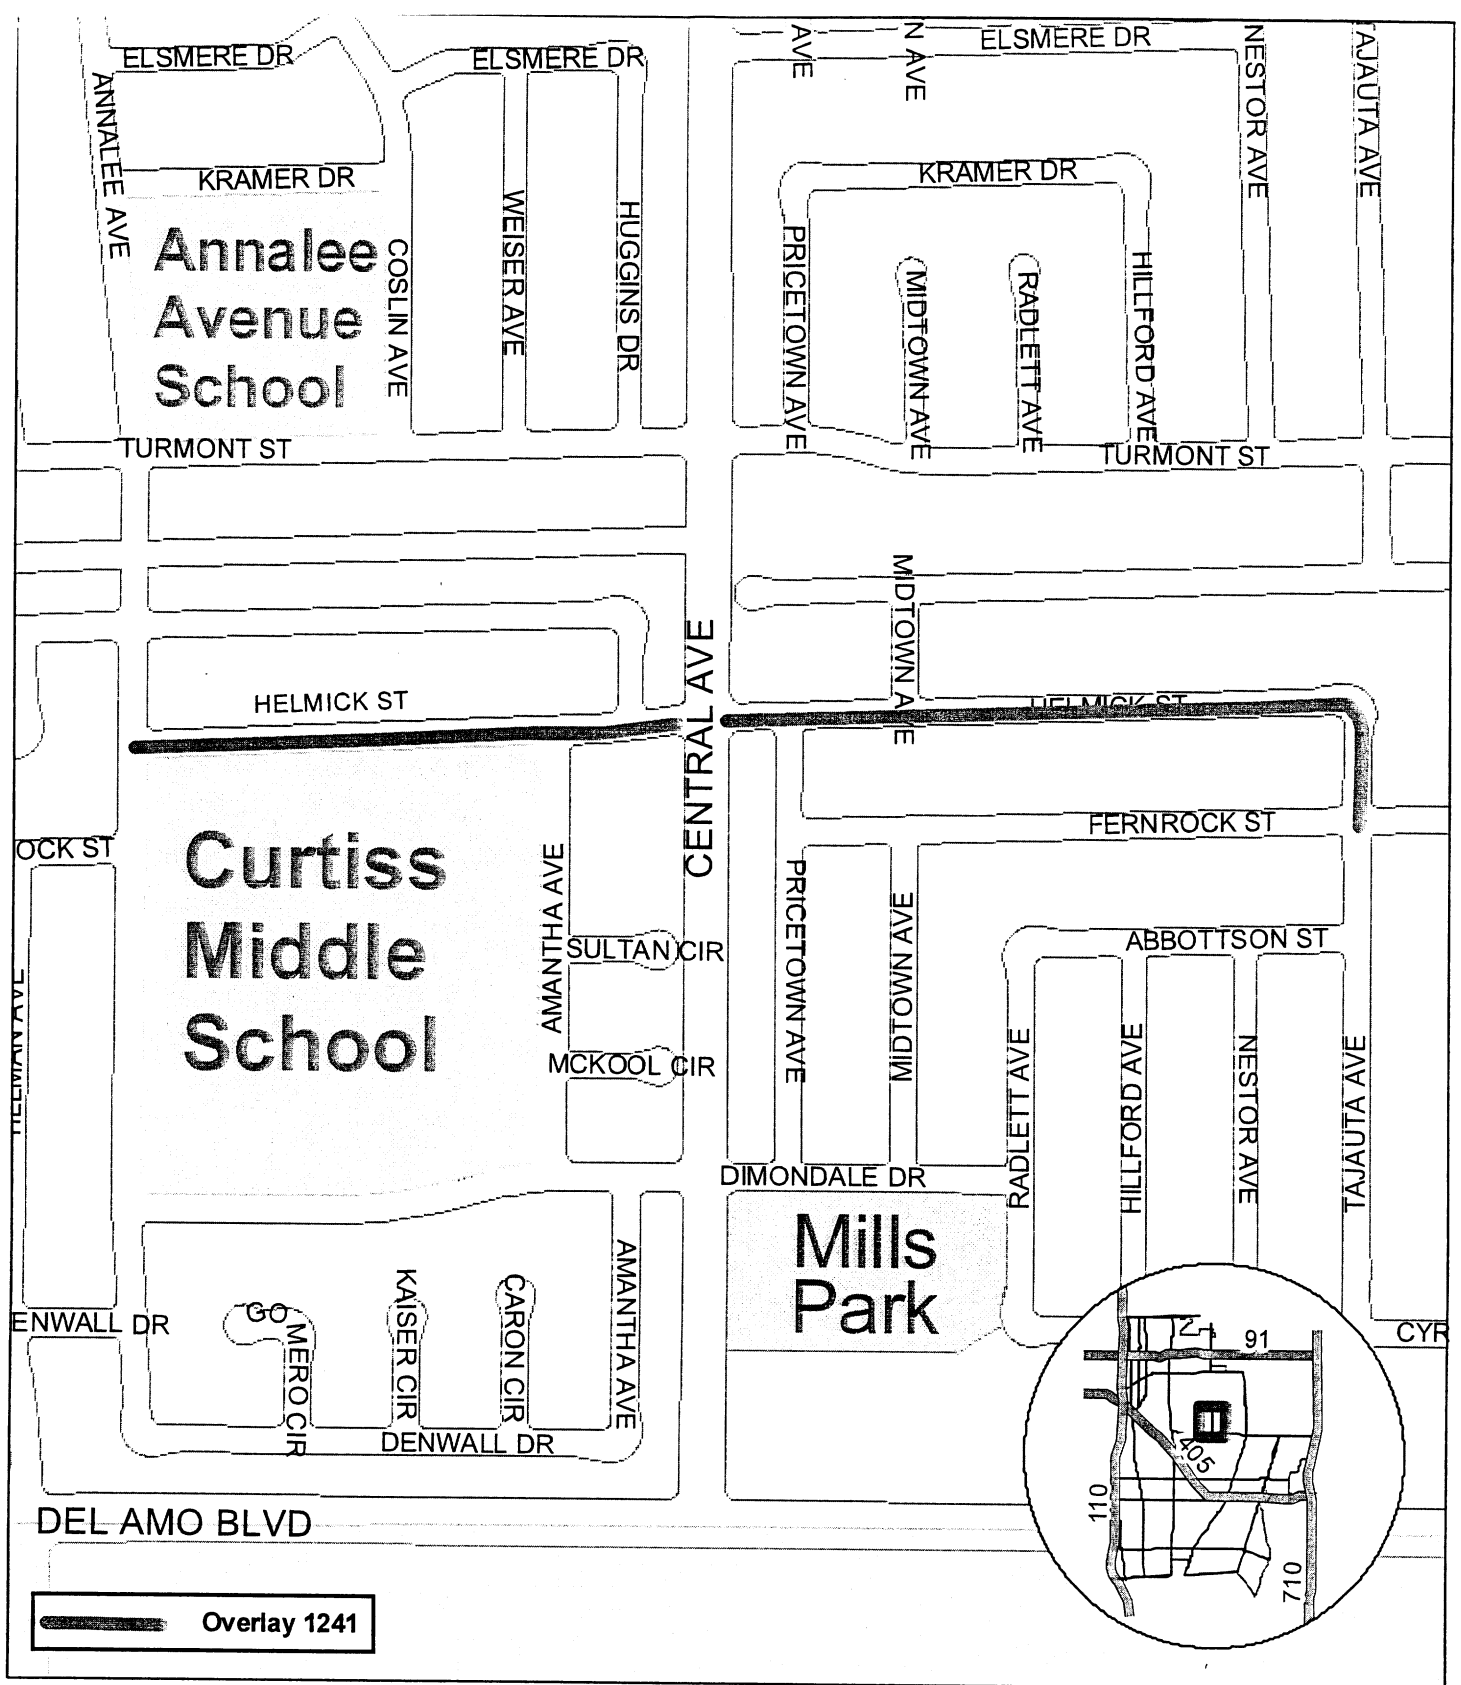 ELSMERE DR
ELSMERE DR
AVE
N AVE
ELSMERE DR
NESTOR AVE
AJAUTA AVE
ANNALEE AVE
KRAMER DR
KRAMER DR
Annalee
Avenue
School
COSLIN AVE
WEISER AVE
HUGGINS DR
PRICETOWN AVE
MIDTOWN AVE
RADLETT AVE
HILLFORD AVE
TURMONT ST
TURMONT ST
MIDTOWN AVE
CENTRAL AVE
HELMICK ST
HELMICK ST
FERNROCK ST
OCK ST
Curtiss
Middle
School
AMANTHA AVE
SULTAN CIR
MCKOOL CIR
PRICETOWN AVE
MIDTOWN AVE
ABBOTTSON ST
RADLETT AVE
HILLFORD AVE
NESTOR AVE
TAJAUTA AVE
DIMONDALE DR
Mills
Park
ENWALL DR
GOMERO CIR
KAISER CIR
CARON CIR
AMANTHA AVE
DENWALL DR
CYR
91
405
110
710
DEL AMO BLVD
Overlay 1241